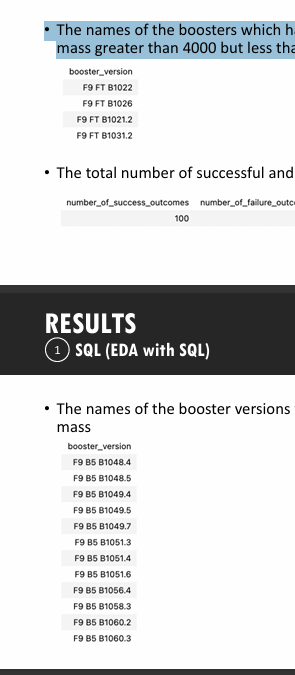 • The names of the boosters which
mass greater than 4000 but less
booster_version
F9 FT B1022
F9 FT B1026
F9 FT B1021.2
F9 FT B1031.2
• The total number of successful and
number_of_success_outcomes number_of_failure_outc
100
RESULTS
1 SQL (EDA with SQL)
• The names of the booster versions
mass
booster_version
F9 B5 B1048.4
F9 B5 B1048.5
F9 B5 B1049.4
F9 B5 B1049.5
F9 B5 B1049.7
F9 B5 B1051.3
F9 B5 B1051.4
F9 B5 B1051.6
F9 B5 B1056.4
F9 B5 B1058.3
F9 B5 B1060.2
F9 B5 B1060.3